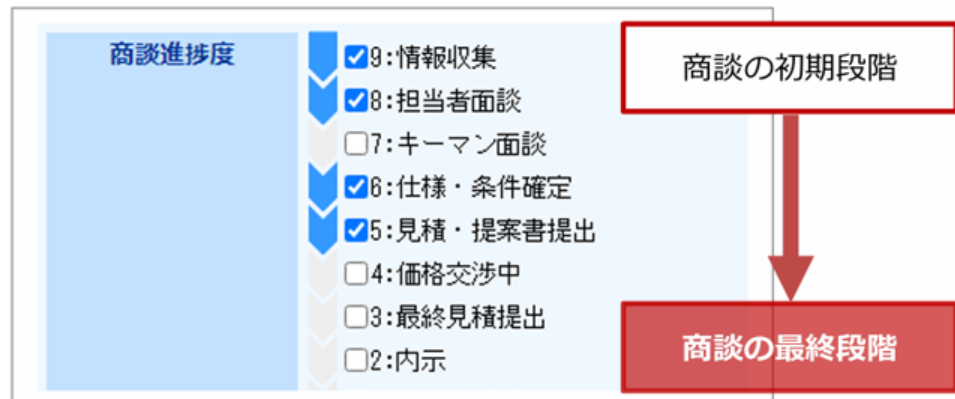 商談進捗度
9:情報収集
8:担当者面談
7:キーマン面談
6:仕様・条件確定
5:見積・提案書提出
4:価格交渉中
3:最終見積提出
2:内示
商談の初期段階
商談の最終段階